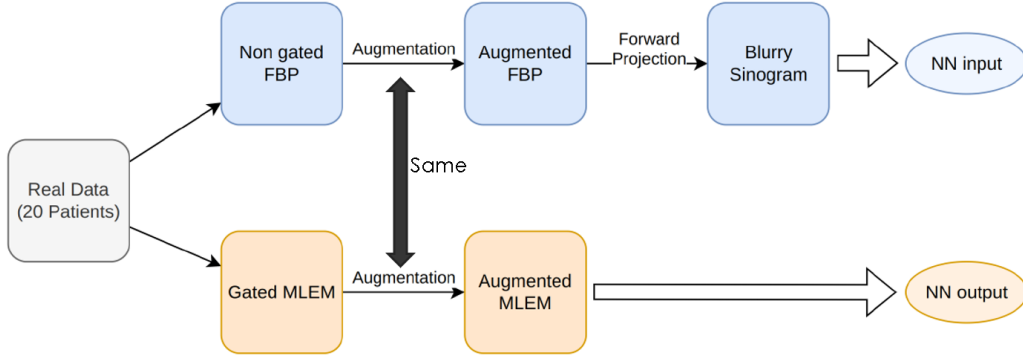 Non gated
FBP
Augmentation
Augmented
FBP
Forward
Projection
Blurry
Sinogram
NN input
Same
Real Data
(20 Patients)
Gated MLEM
Augmentation
Augmented
MLEM
NN output